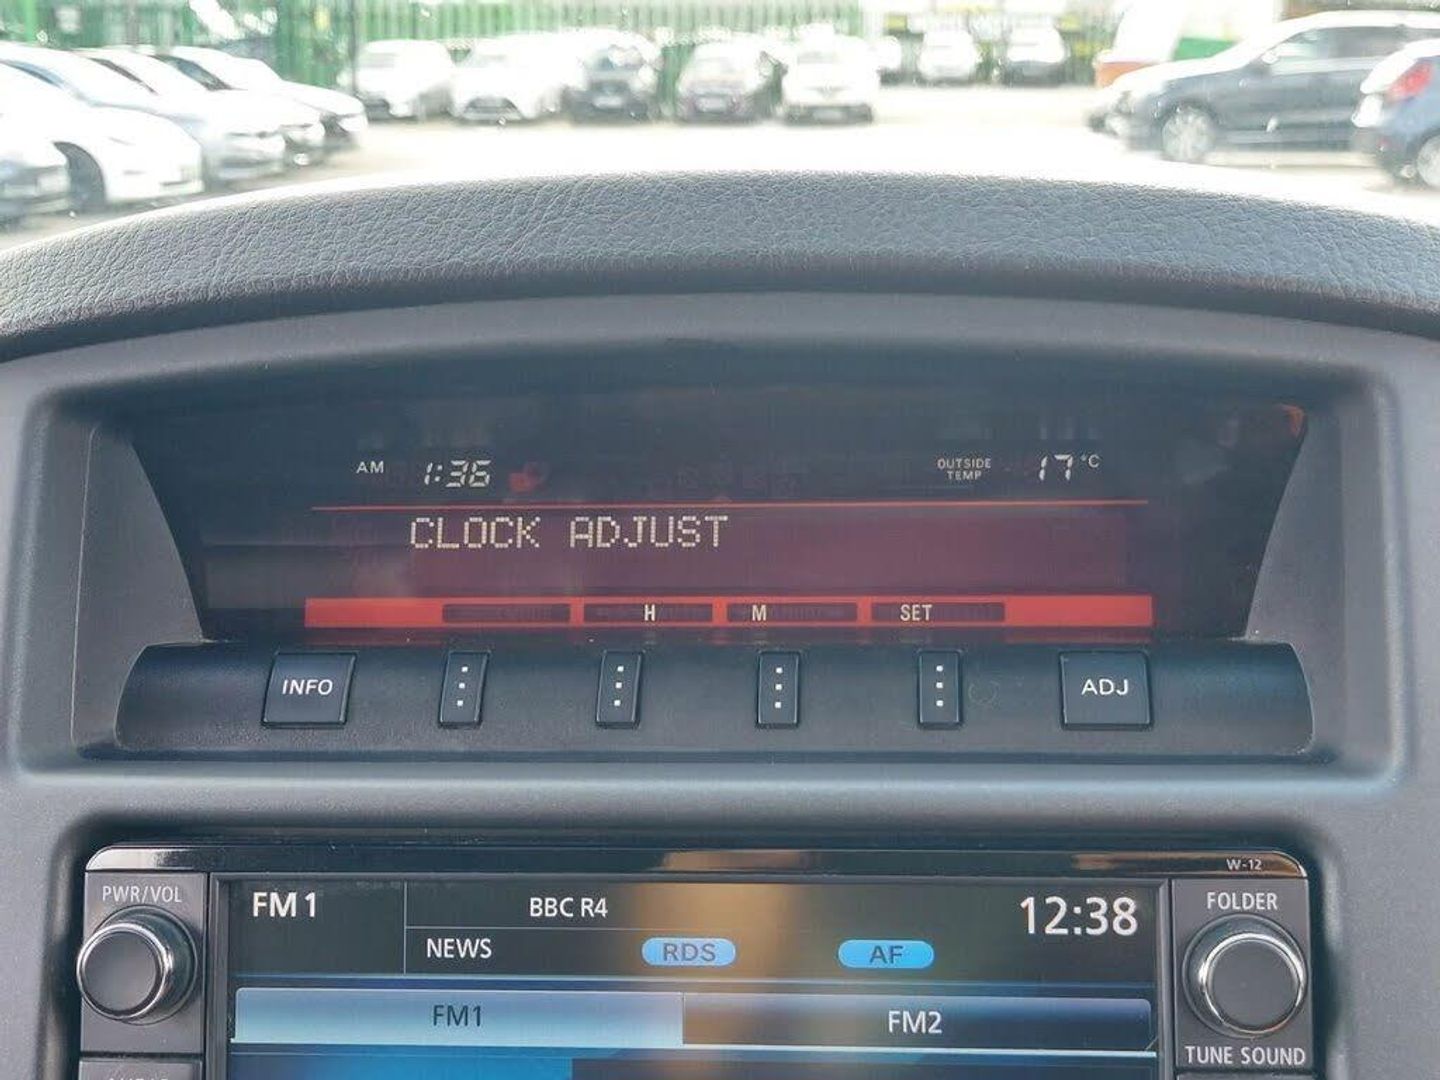 AM 1:36 OUTSIDE TEMP 17 °C
CLOCK ADJUST
H M SET
INFO ADJ
W-12
PWR/VOL FM1 BBC R4 12:38 FOLDER
NEWS RDS AF
FM1 FM2
TUNE SOUND